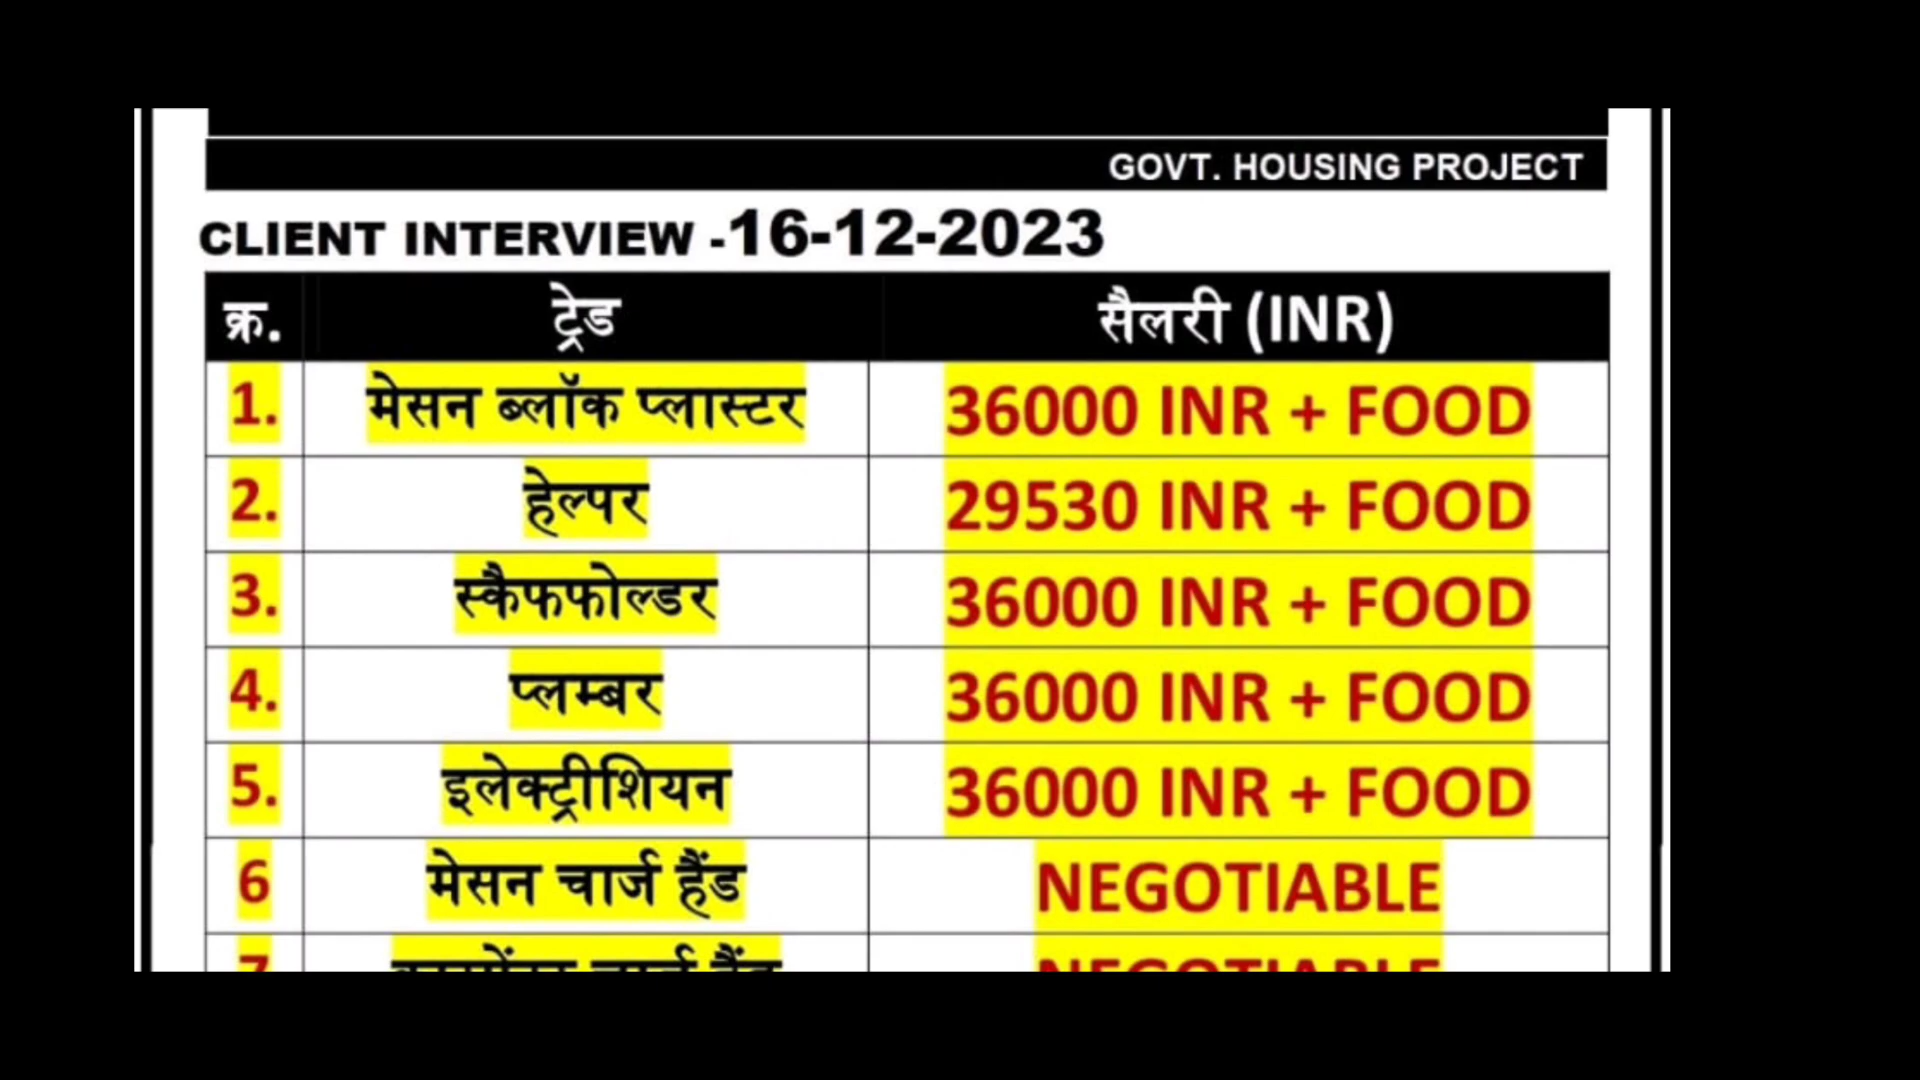 GOVT. HOUSING PROJECT
CLIENT INTERVIEW -16-12-2023
क्र. ट्रेड सैलरी (INR)
1. मेसन ब्लॉक प्लास्टर 36000 INR + FOOD
2. हेल्पर 29530 INR + FOOD
3. स्कैफफोल्डर 36000 INR + FOOD
4. प्लम्बर 36000 INR + FOOD
5. इलेक्ट्रीशियन 36000 INR + FOOD
6 मेसन चार्ज हैंड NEGOTIABLE
7 चार्ज हैंड NEGOTIABLE